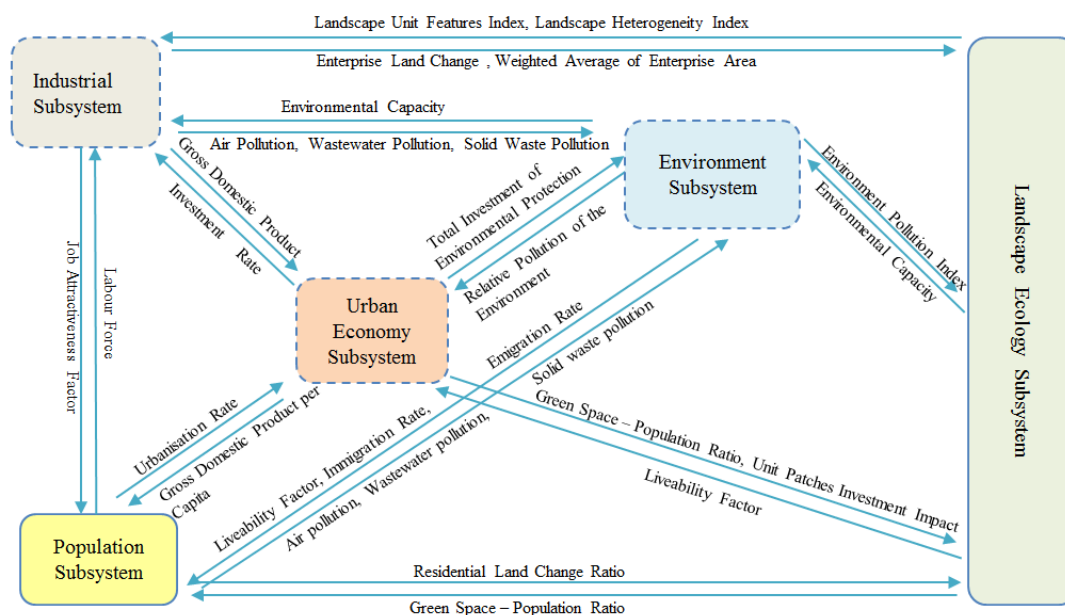 Landscape Unit Features Index, Landscape Heterogeneity Index
Enterprise Land Change , Weighted Average of Enterprise Area
Industrial
Subsystem
Environmental Capacity
Air Pollution, Wastewater Pollution, Solid Waste Pollution
Environment
Subsystem
Gross Domestic Product
Investment Rate
Total Investment of
Environmental Protection
Relative Pollution of the
Environment
Environment Pollution Index
Environmental Capacity
Landscape Ecology Subsystem
Job Attractiveness Factor
Labour Force
Urban
Economy
Subsystem
Urbanisation Rate
Gross Domestic Product per
Capita
Liveability Factor, Immigration Rate, Emigration Rate
Air pollution, Wastewater pollution, Solid waste pollution
Green Space – Population Ratio, Unit Patches Investment Impact
Liveability Factor
Population
Subsystem
Residential Land Change Ratio
Green Space – Population Ratio